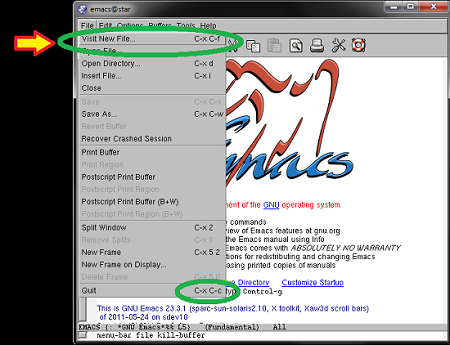 emacs@star
File Edit Options Buffers Tools Help
Visit New File... C-x C-f
Open File...
Open Directory... C-x d
Insert File... C-x i
Close
Save C-x C-s
Save As... C-x C-w
Revert Buffer
Recover Crashed Session
Print Buffer
Print Region
Postscript Print Buffer
Postscript Print Region
Postscript Print Buffer (B+W)
Postscript Print Region (B+W)
Split Window C-x 2
Remove Splits C-x 1
New Frame C-x 5 2
New Frame on Display...
Delete Frame C-x 5 0
Quit C-x C-c
Emacs
ent of the GNU operating system.
commands
view of Emacs features at gnu.org
the Emacs manual using Info
Emacs comes with ABSOLUTELY NO WARRANTY
tions for redistributing and changing Emacs
asing printed copies of manuals
e Directory Customize Startup
Control-g.
This is GNU Emacs 23.3.1 (sparc-sun-solaris2.10, X toolkit, Xaw3d scroll bars)
of 2011-05-24 on sdev10
*GNU Emacs*%% L5} (Fundamental) All
menu-bar file kill-buffer